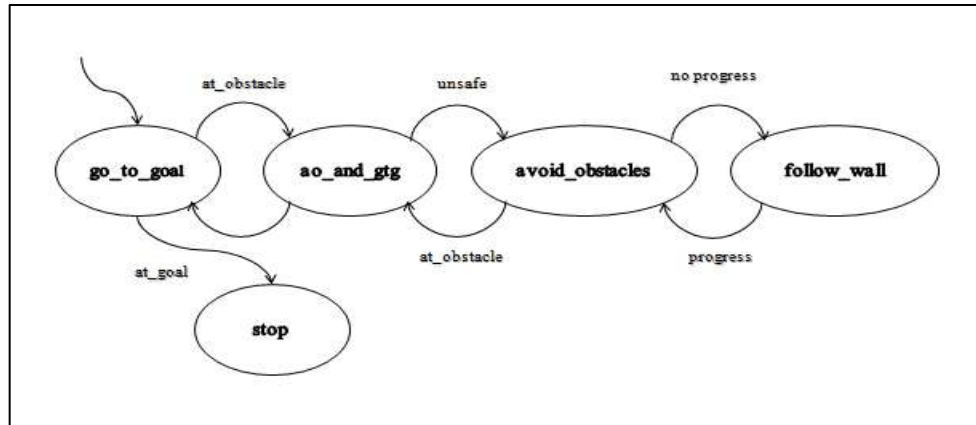 at_obstacle
unsafe
no progress
go_to_goal
ao_and_gtg
avoid_obstacles
follow_wall
at_goal
at_obstacle
progress
stop